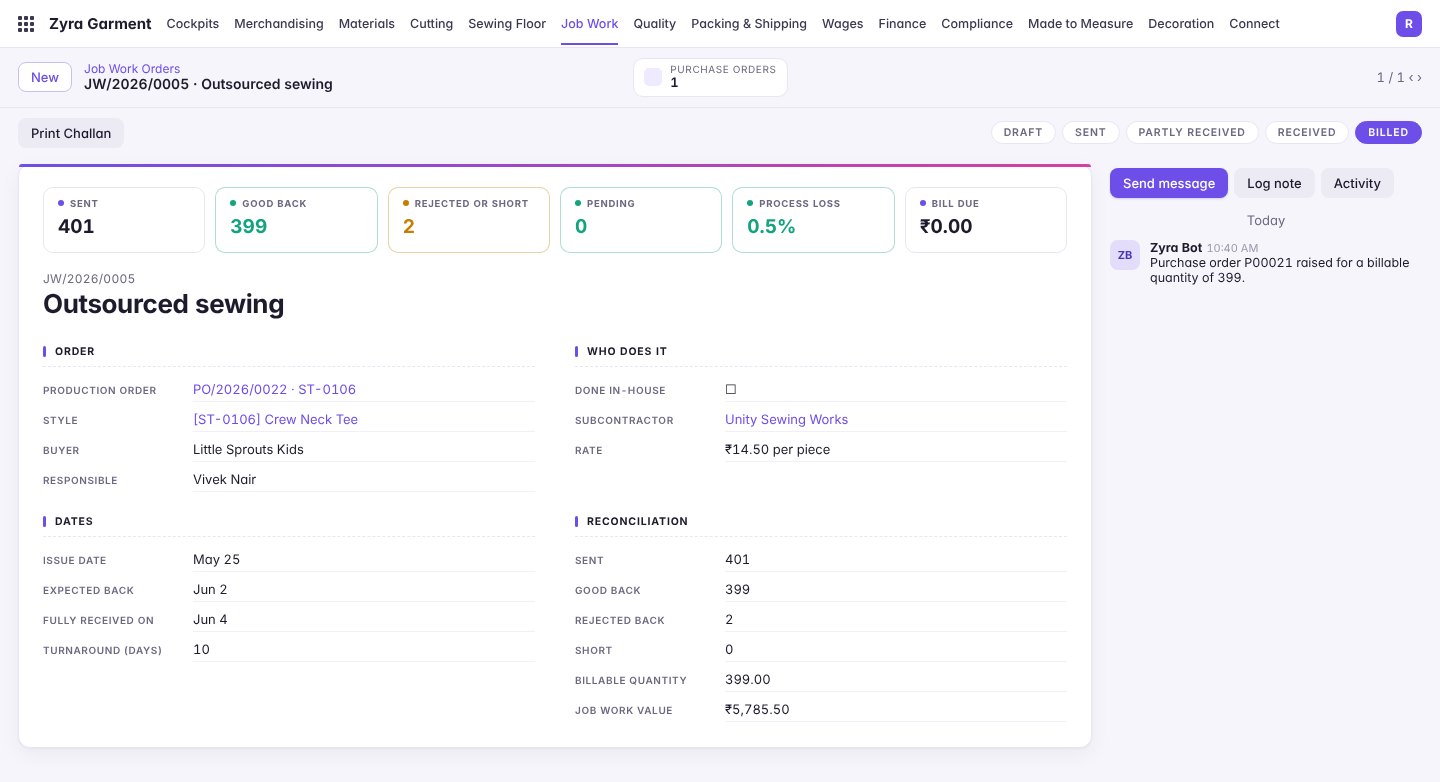 Zyra Garment Cockpits Merchandising Materials Cutting Sewing Floor Job Work Quality Packing & Shipping Wages Finance Compliance Made to Measure Decoration Connect R
New
Job Work Orders
JW/2026/0005 · Outsourced sewing
PURCHASE ORDERS
1
1 / 1 ‹ ›
Print Challan
DRAFT SENT PARTLY RECEIVED RECEIVED BILLED
SENT
401
GOOD BACK
399
REJECTED OR SHORT
2
PENDING
0
PROCESS LOSS
0.5%
BILL DUE
₹0.00
JW/2026/0005
Outsourced sewing
ORDER
PRODUCTION ORDER PO/2026/0022 · ST-0106
STYLE [ST-0106] Crew Neck Tee
BUYER Little Sprouts Kids
RESPONSIBLE Vivek Nair
WHO DOES IT
DONE IN-HOUSE ☐
SUBCONTRACTOR Unity Sewing Works
RATE ₹14.50 per piece
DATES
ISSUE DATE May 25
EXPECTED BACK Jun 2
FULLY RECEIVED ON Jun 4
TURNAROUND (DAYS) 10
RECONCILIATION
SENT 401
GOOD BACK 399
REJECTED BACK 2
SHORT 0
BILLABLE QUANTITY 399.00
JOB WORK VALUE ₹5,785.50
Send message Log note Activity
Today
ZB
Zyra Bot 10:40 AM
Purchase order P00021 raised for a billable
quantity of 399.